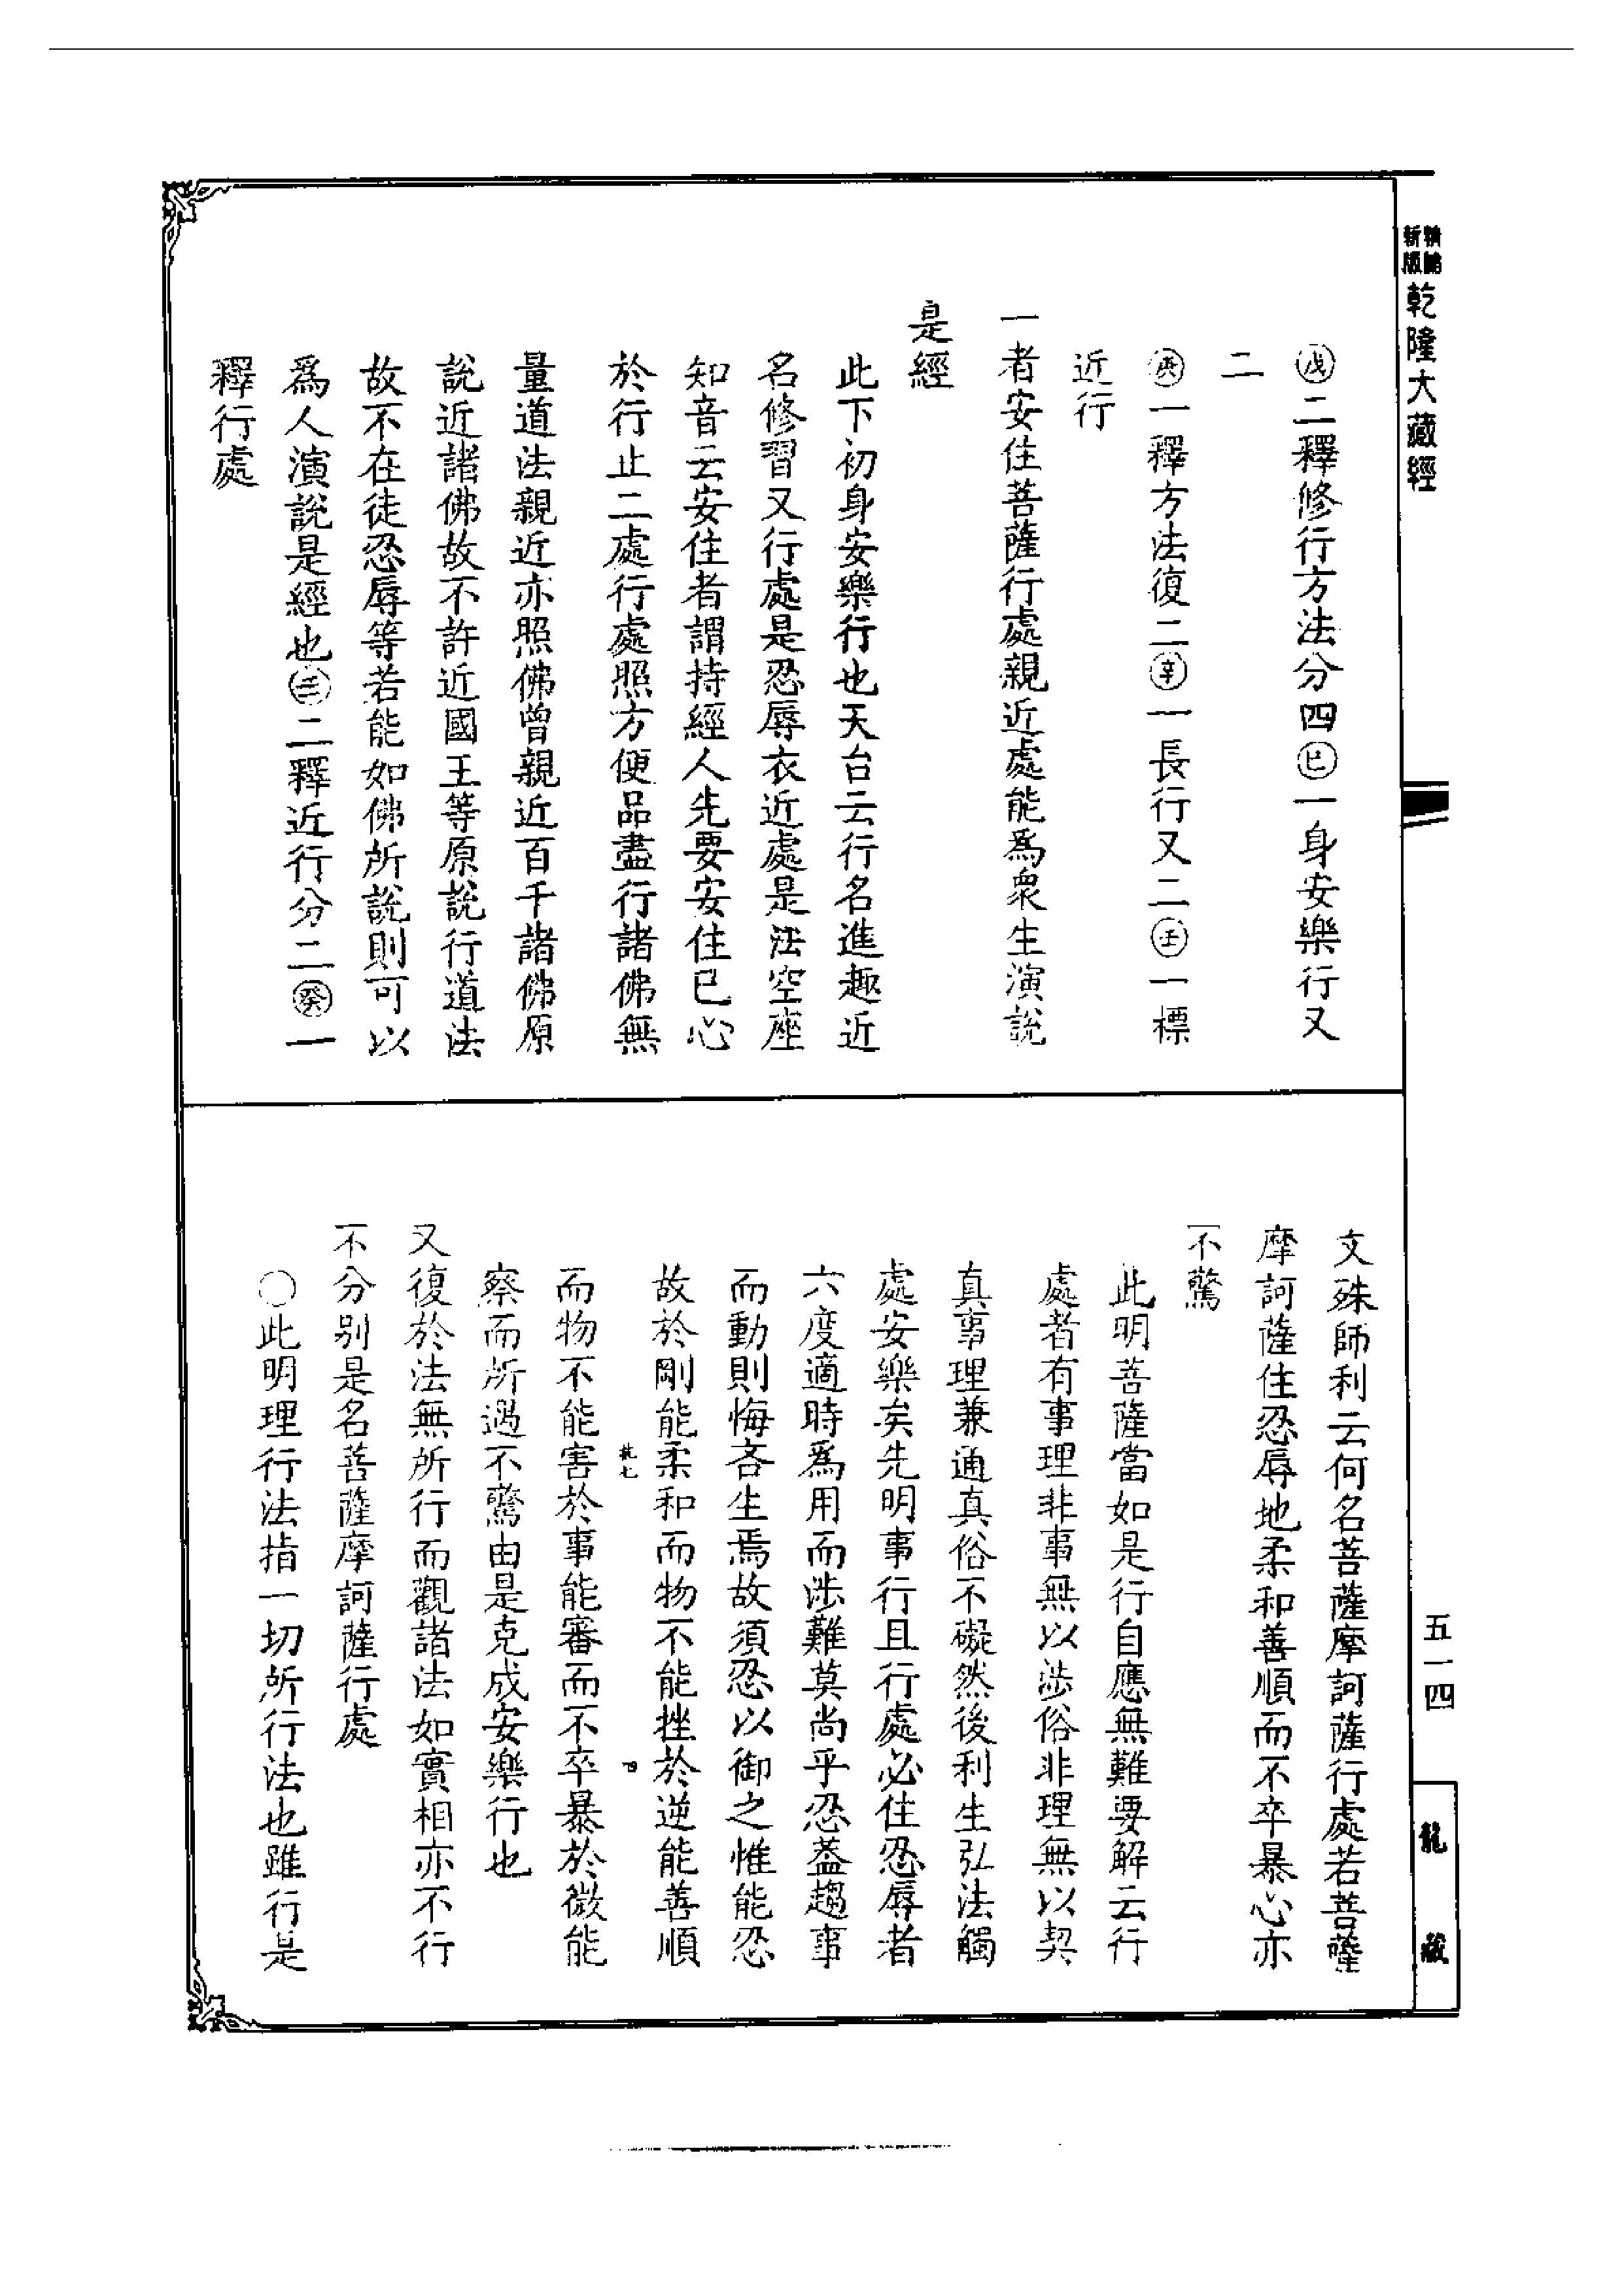 新版
乾隆大藏經
㊅二釋修行方法分四㊂一身安樂行又
二
㊅一釋方法復二㊛一長行又二㊣一標
近行
一者安住菩薩行處親近處能爲衆生演說
是經
此下初身安樂行也天台云行名進趣近
名修習又行處是忍辱衣近處是法空座
知音云安住者謂持經人先要安住已心
於行止二處行處照方便品盡行諸佛無
量道法親近亦照佛曾親近百千諸佛原
說近諸佛故不許近國王等原說行道法
故不在徒忍辱等若能如佛所說則可以
爲人演說是經也㊂二釋近行分二㊌一
釋行處
文殊師利云何名菩薩摩訶薩行處若菩薩
摩訶薩住忍辱地柔和善順而不卒暴心亦
不驚
此明菩薩當如是行自應無難要解云行
處者有事理非事無以涉俗非理無以契
真事理兼通真俗不礙然後利生弘法觸
處安樂矣先明事行且行處必住忍辱者
六度適時爲用而涉難莫尚乎忍葢趨事
而動則悔吝生焉故須忍以御之惟能忍
故於剛能柔和而物不能挫於逆能善順
而物不能害於事能審而不卒暴於微能
察而所遇不驚由是克成安樂行也
又復於法無所行而觀諸法如實相亦不行
不分别是名菩薩摩訶薩行處
〇此明理行法指一切所行法也雖行是
五一四
龍藏